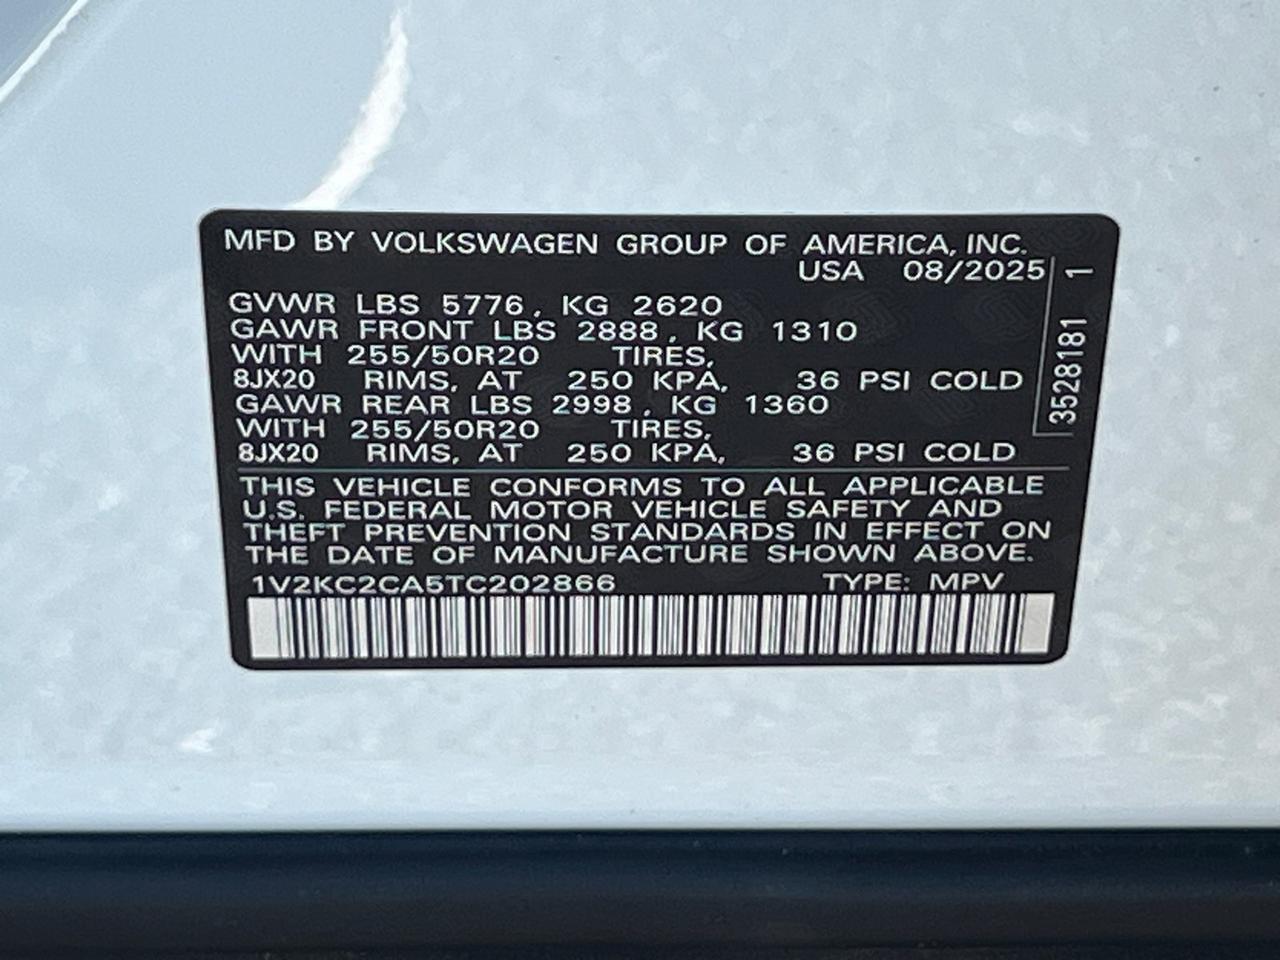 MFD BY VOLKSWAGEN GROUP OF AMERICA, INC.
USA 08/2025
GVWR LBS 5776, KG 2620
GAWR FRONT LBS 2888, KG 1310
WITH 255/50R20 TIRES,
8JX20 RIMS, AT 250 KPA, 36 PSI COLD
GAWR REAR LBS 2998, KG 1360
WITH 255/50R20 TIRES,
8JX20 RIMS, AT 250 KPA, 36 PSI COLD
3528181 1
THIS VEHICLE CONFORMS TO ALL APPLICABLE
U.S. FEDERAL MOTOR VEHICLE SAFETY AND
THEFT PREVENTION STANDARDS IN EFFECT ON
THE DATE OF MANUFACTURE SHOWN ABOVE.
1V2KC2CA5TC202866 TYPE: MPV